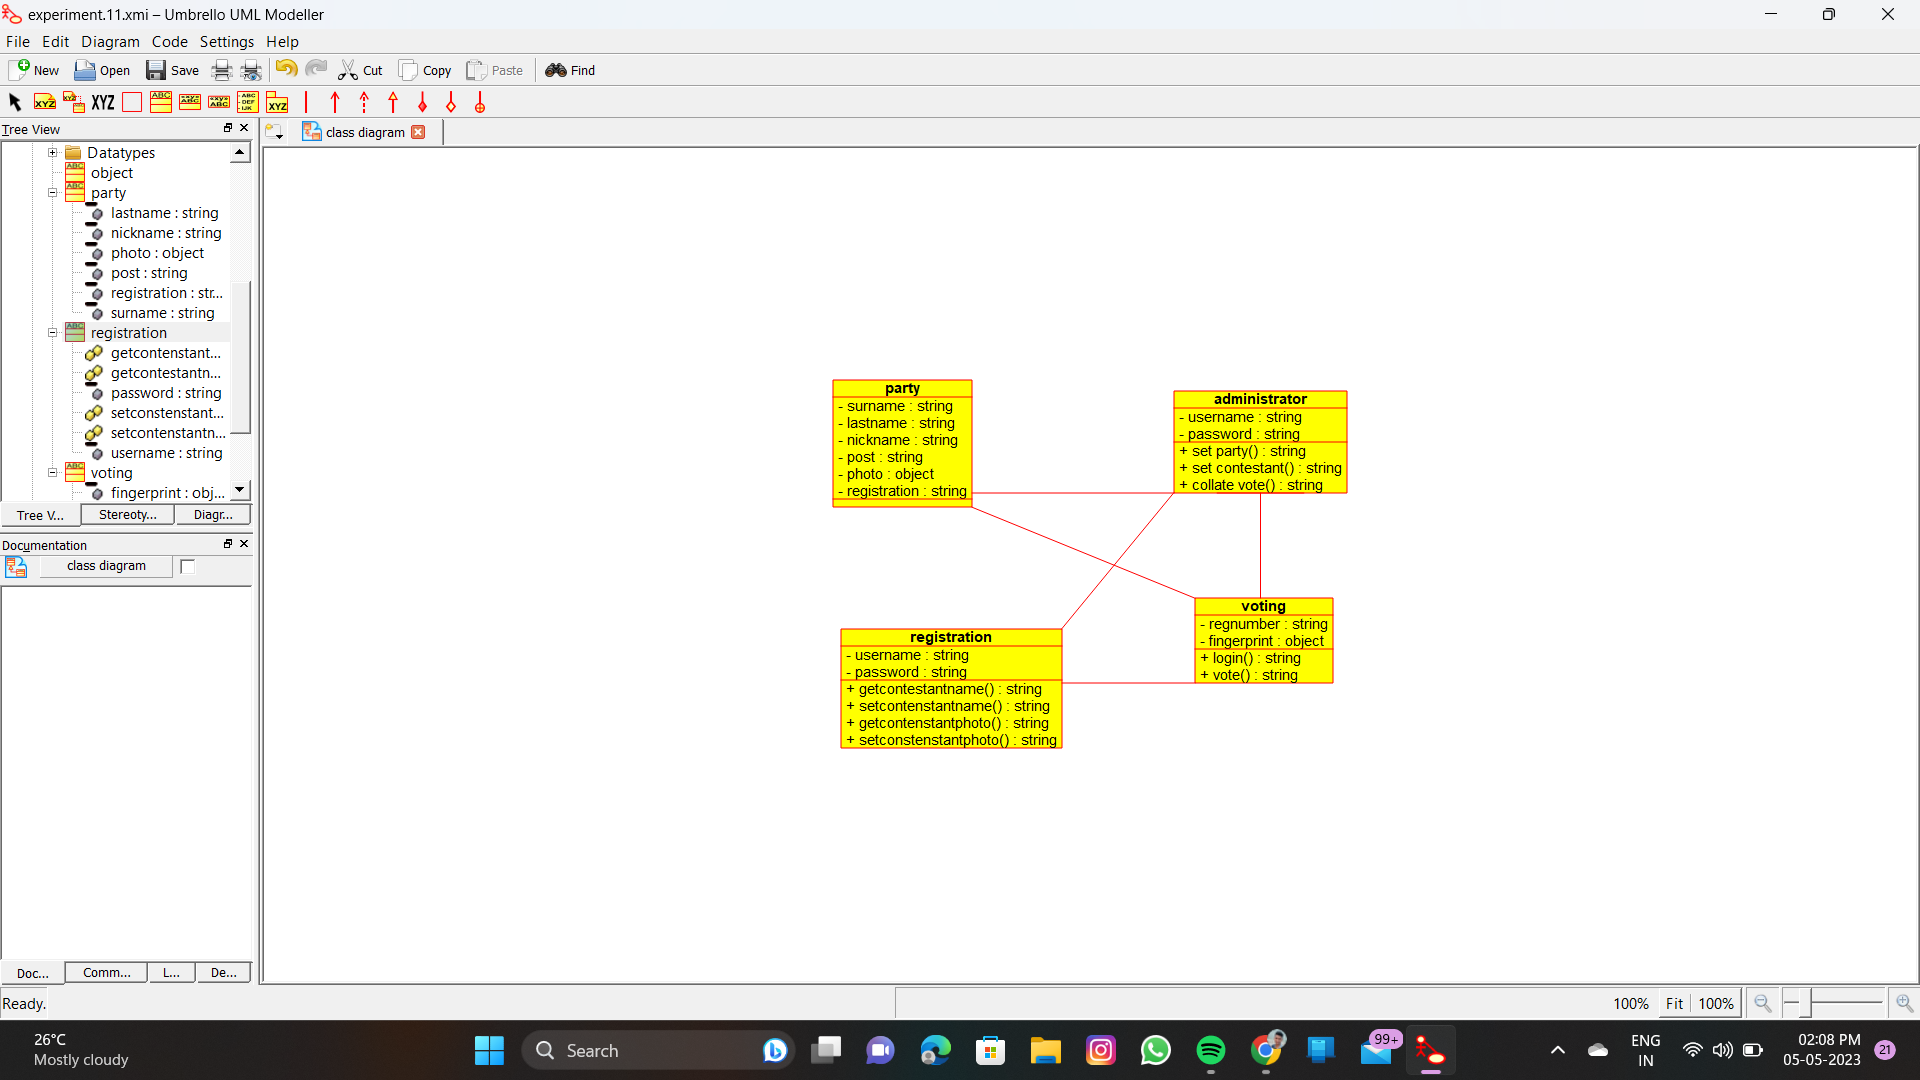 experiment.11.xmi – Umbrello UML Modeller
File Edit Diagram Code Settings Help
New Open Save Cut Copy Paste Find
XYZ
Tree View
class diagram
Datatypes
object
party
lastname : string
nickname : string
photo : object
post : string
registration : str...
surname : string
registration
getcontenstant...
getcontestantn...
password : string
setconstenstant...
setcontenstantn...
username : string
voting
fingerprint : obj...
Tree V... Stereoty... Diagr...
Documentation
class diagram
Doc... Comm... L... De...
party
- surname : string
- lastname : string
- nickname : string
- post : string
- photo : object
- registration : string
administrator
- username : string
- password : string
+ set party() : string
+ set contestant() : string
+ collate vote() : string
registration
- username : string
- password : string
+ getcontestantname() : string
+ setcontenstantname() : string
+ getcontenstantphoto() : string
+ setconstenstantphoto() : string
voting
- regnumber : string
- fingerprint : object
+ login() : string
+ vote() : string
Ready.
100% Fit 100%
26°C
Mostly cloudy
Search
99+
ENG
IN
02:08 PM
05-05-2023
21